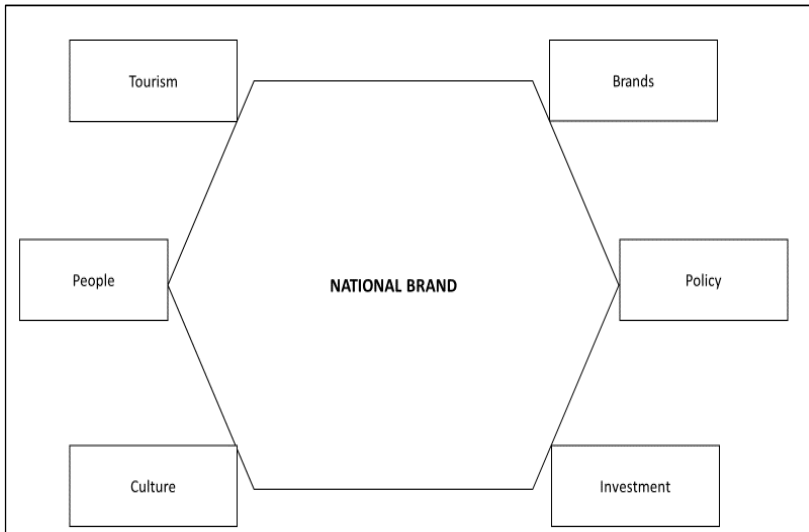 Tourism
Brands
People
NATIONAL BRAND
Policy
Culture
Investment